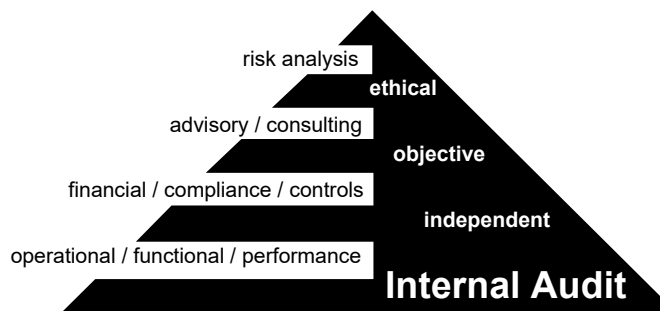 risk analysis
ethical
advisory / consulting
objective
financial / compliance / controls
independent
operational / functional / performance
Internal Audit